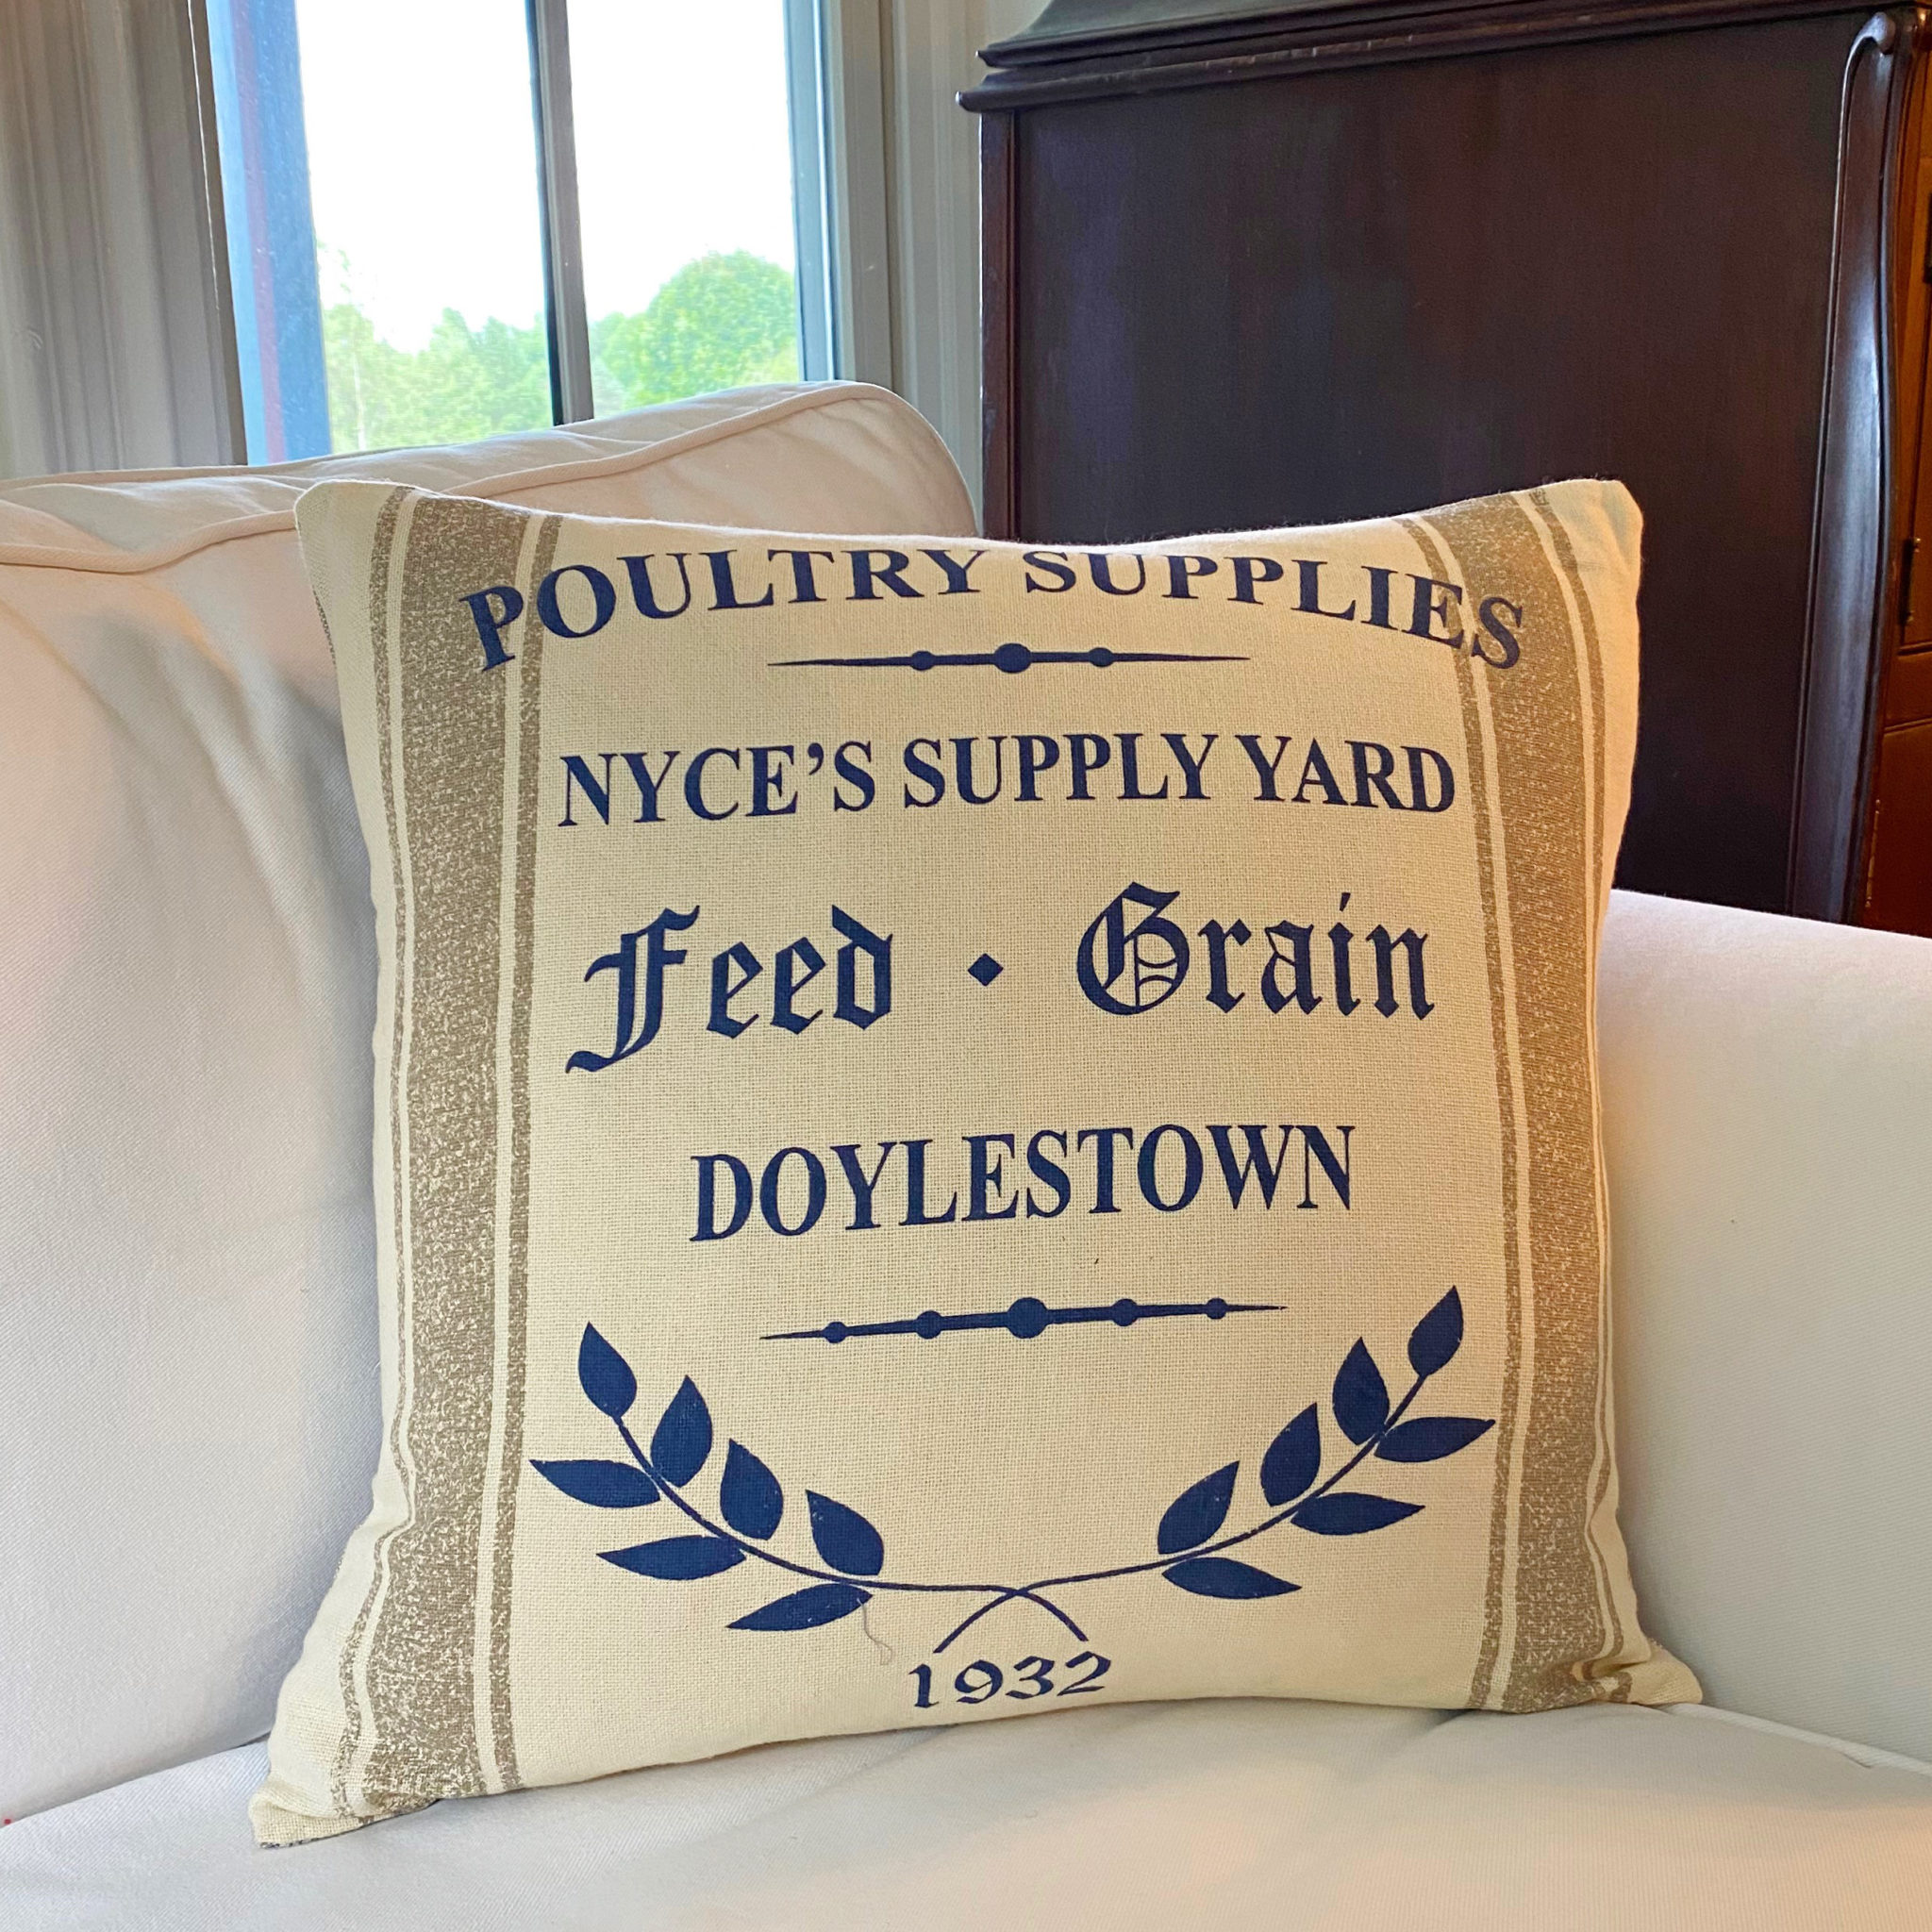 POULTRY SUPPLIES
NYCE'S SUPPLY YARD
Feed · Grain
DOYLESTOWN
1932